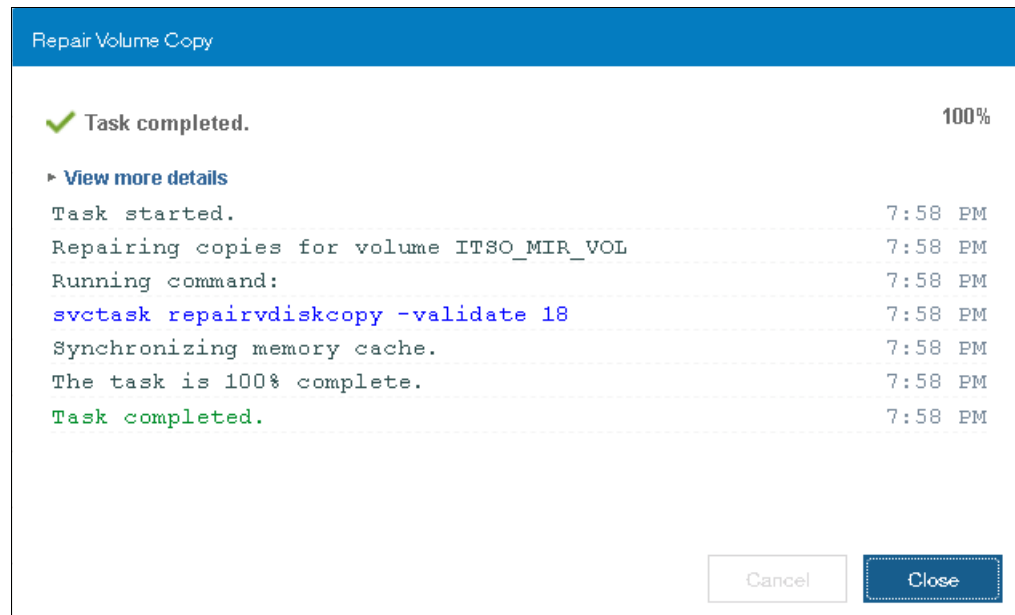 Repair Volume Copy
Task completed. 100%
View more details
Task started. 7:58 PM
Repairing copies for volume ITSO_MIR_VOL 7:58 PM
Running command: 7:58 PM
svctask repairvdiskcopy -validate 18 7:58 PM
Synchronizing memory cache. 7:58 PM
The task is 100% complete. 7:58 PM
Task completed. 7:58 PM
Cancel Close